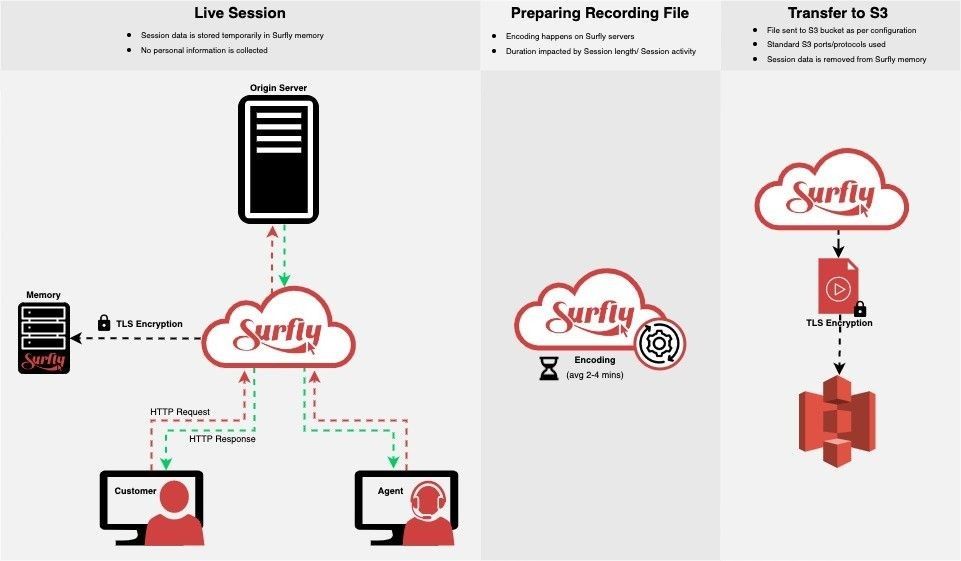 Live Session
Session data is stored temporarily in Surfly memory
No personal information is collected
Origin Server
Memory
TLS Encryption
Surfly
Surfly
HTTP Request
HTTP Response
Customer
Agent
Preparing Recording File
Encoding happens on Surfly servers
Duration impacted by Session length/ Session activity
Surfly
Encoding
(avg 2-4 mins)
Transfer to S3
File sent to S3 bucket as per configuration
Standard S3 ports/protocols used
Session data is removed from Surfly memory
Surfly
TLS Encryption